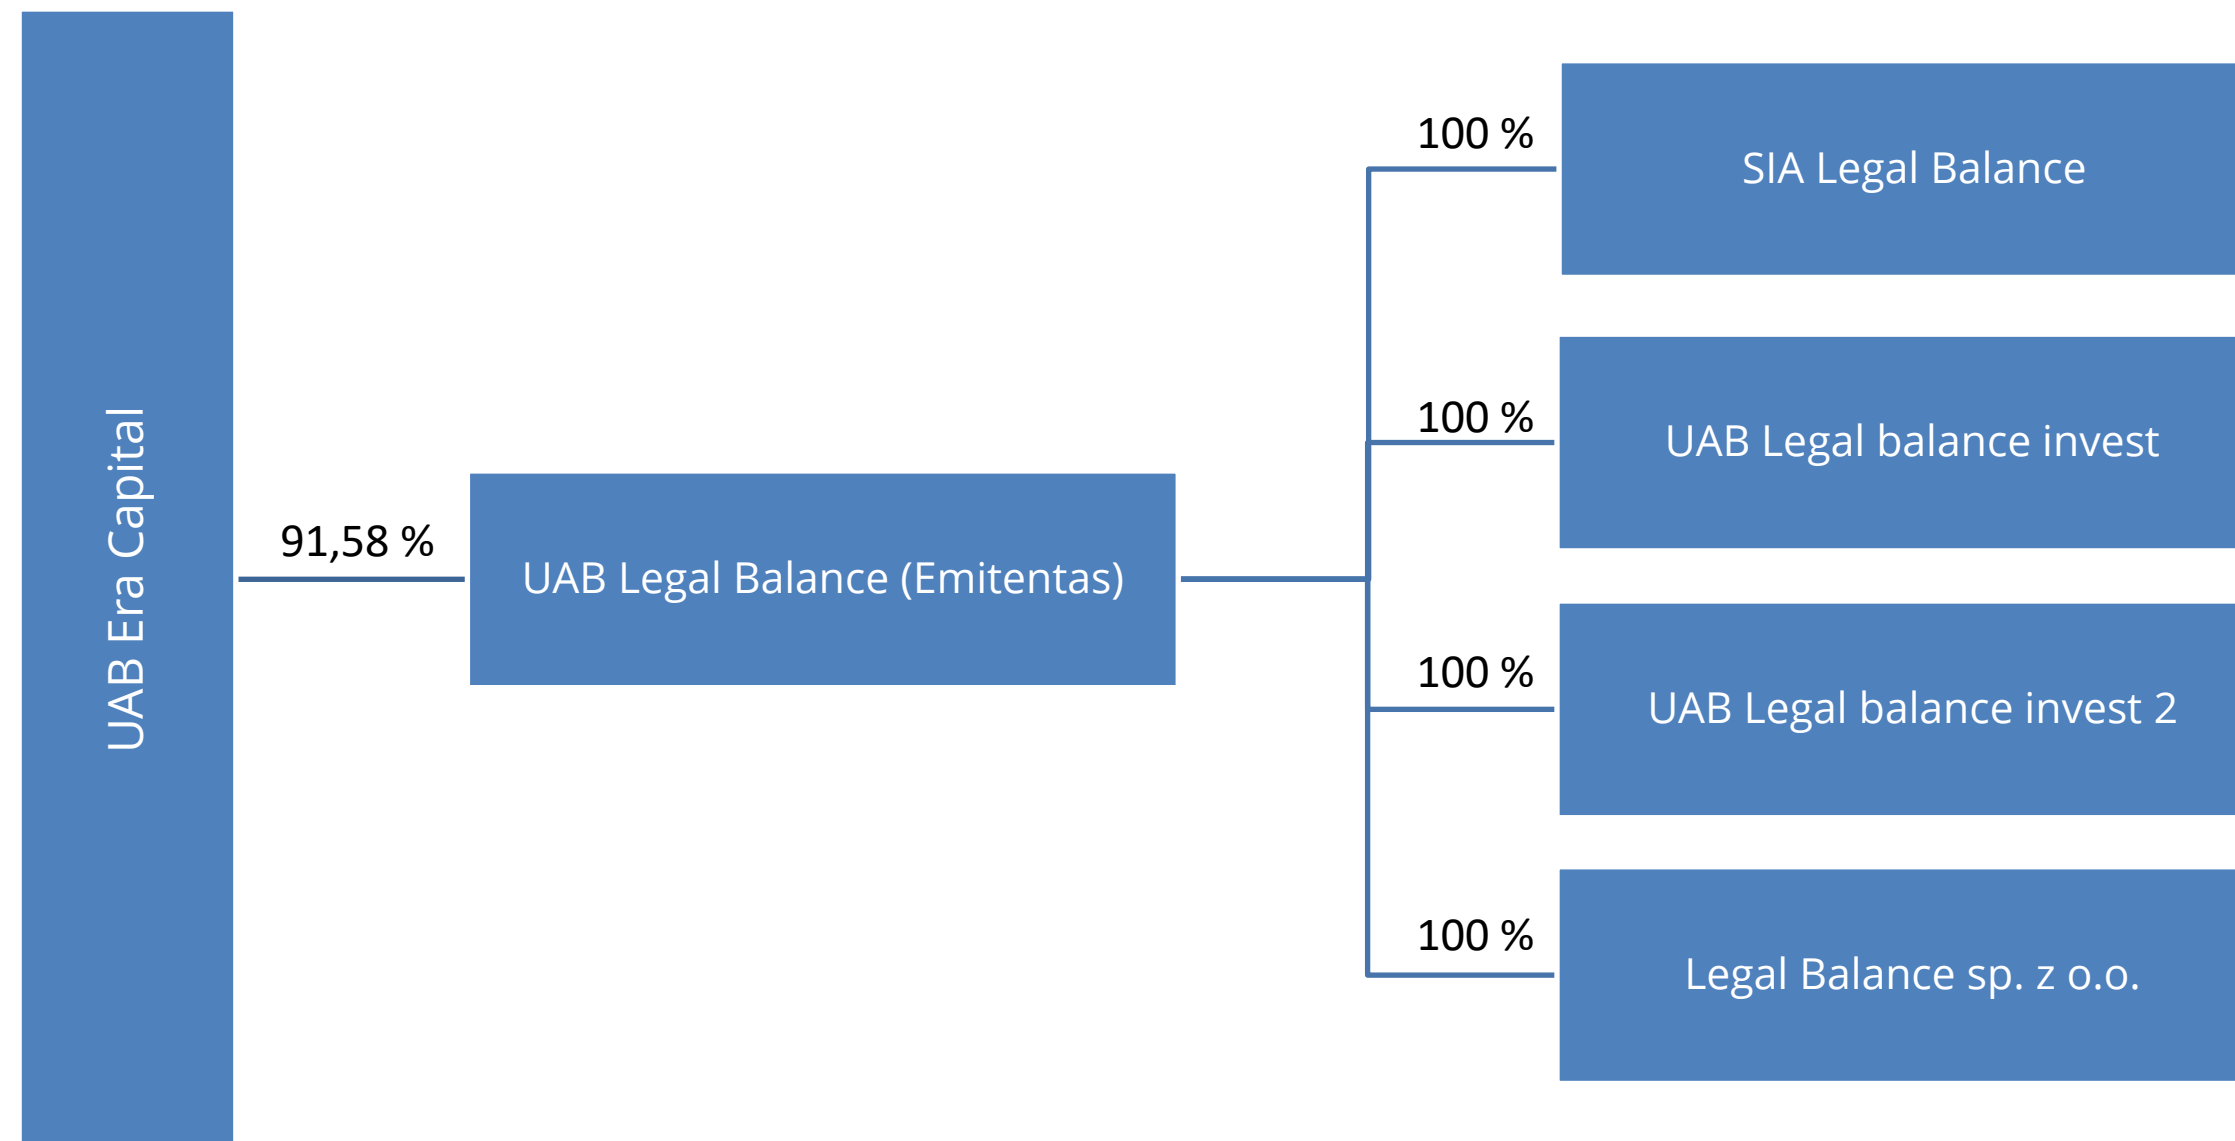 UAB Era Capital
91,58 %
UAB Legal Balance (Emitentas)
100 %
SIA Legal Balance
100 %
UAB Legal balance invest
100 %
UAB Legal balance invest 2
100 %
Legal Balance sp. z o.o.